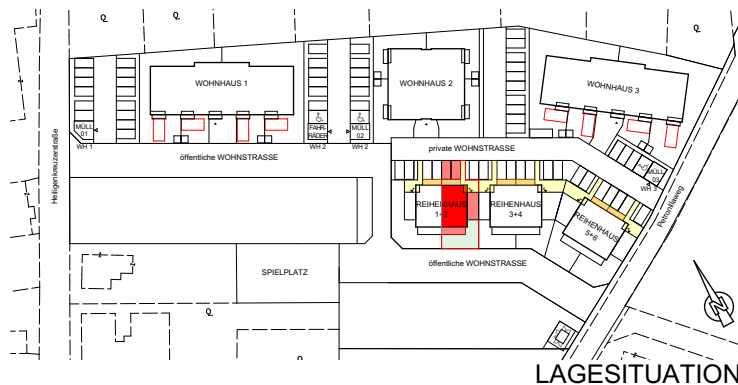 WOHNHAUS 1
WOHNHAUS 2
WOHNHAUS 3
MÜLL
01
WH 1
FAHR-
RÄDER
WH 2
MÜLL
02
WH 2
MÜLL
03
WH 3
öffentliche WOHNSTRASSE
private WOHNSTRASSE
Heiligenkreuzerstraße
Petroniliaweg
REIHENHAUS
1+2
REIHENHAUS
3+4
REIHENHAUS
5+6
öffentliche WOHNSTRASSE
SPIELPLATZ
LAGESITUATION